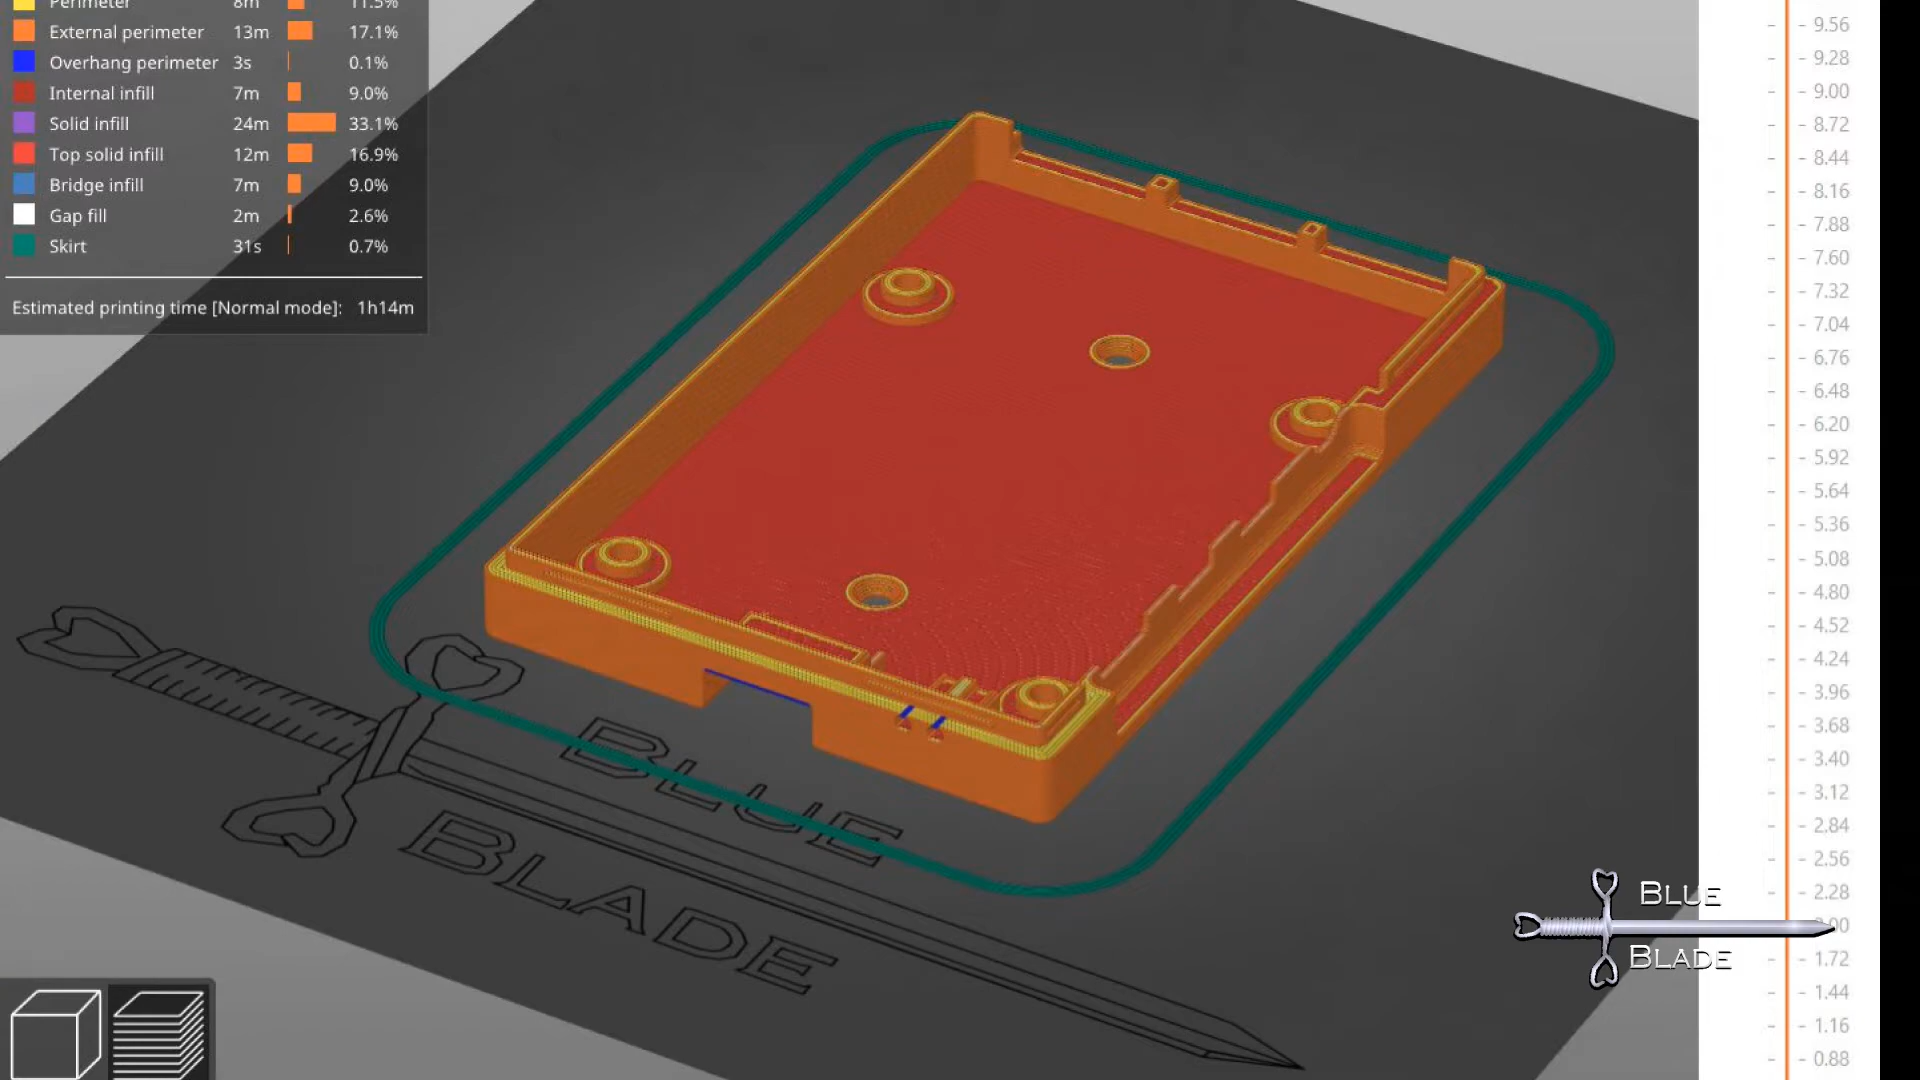 Perimeter 8m 11.5%
External perimeter 13m 17.1%
Overhang perimeter 3s 0.1%
Internal infill 7m 9.0%
Solid infill 24m 33.1%
Top solid infill 12m 16.9%
Bridge infill 7m 9.0%
Gap fill 2m 2.6%
Skirt 31s 0.7%
Estimated printing time [Normal mode]: 1h14m
BLUE
BLADE
9.56
9.28
9.00
8.72
8.44
8.16
7.88
7.60
7.32
7.04
6.76
6.48
6.20
5.92
5.64
5.36
5.08
4.80
4.52
4.24
3.96
3.68
3.40
3.12
2.84
2.56
2.28
1.72
1.44
1.16
0.88
BLUE
BLADE